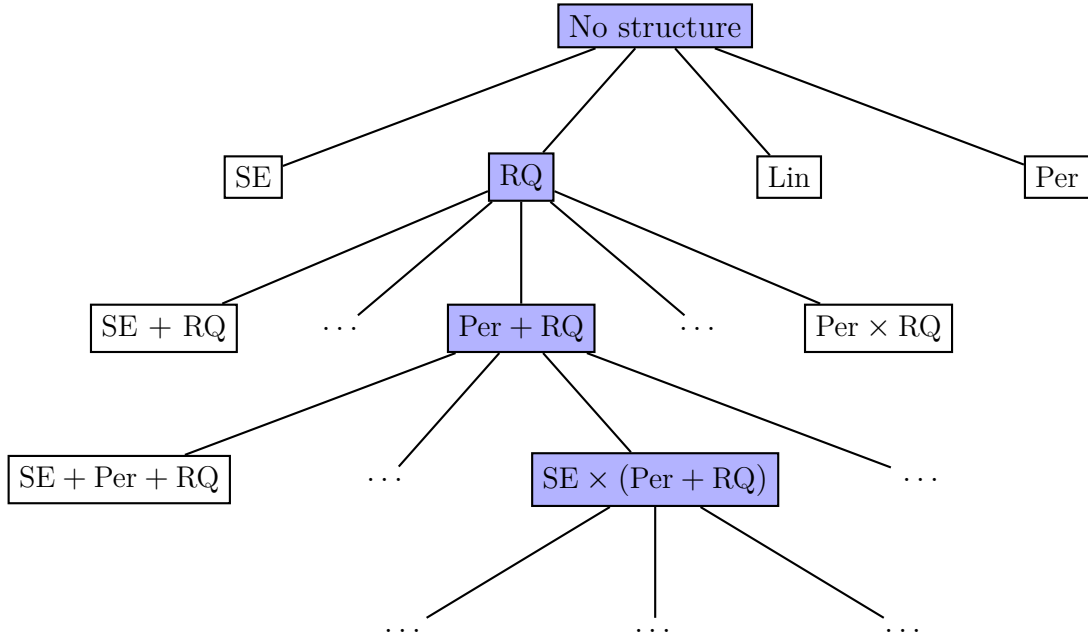 No structure
SE
RQ
Lin
Per
SE + RQ
...
Per + RQ
...
Per × RQ
SE + Per + RQ
...
SE × (Per + RQ)
...
...
...
...